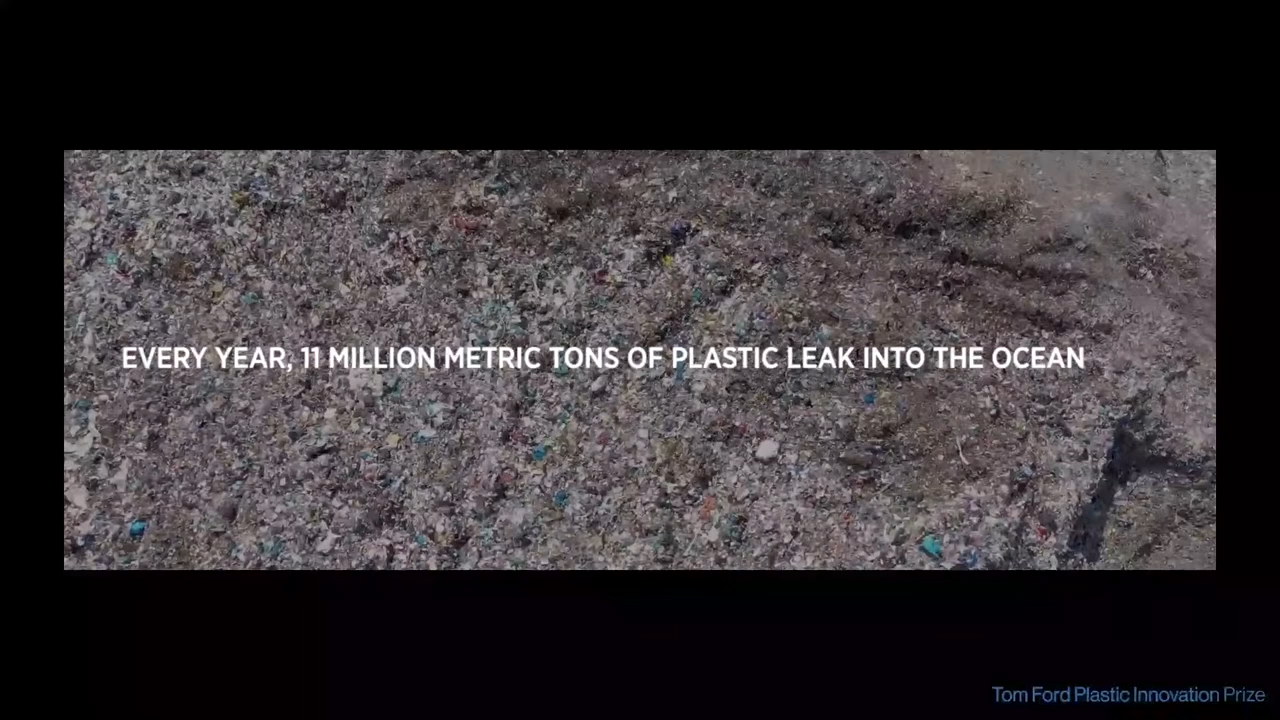 EVERY YEAR, 11 MILLION METRIC TONS OF PLASTIC LEAK INTO THE OCEAN
Tom Ford Plastic Innovation Prize